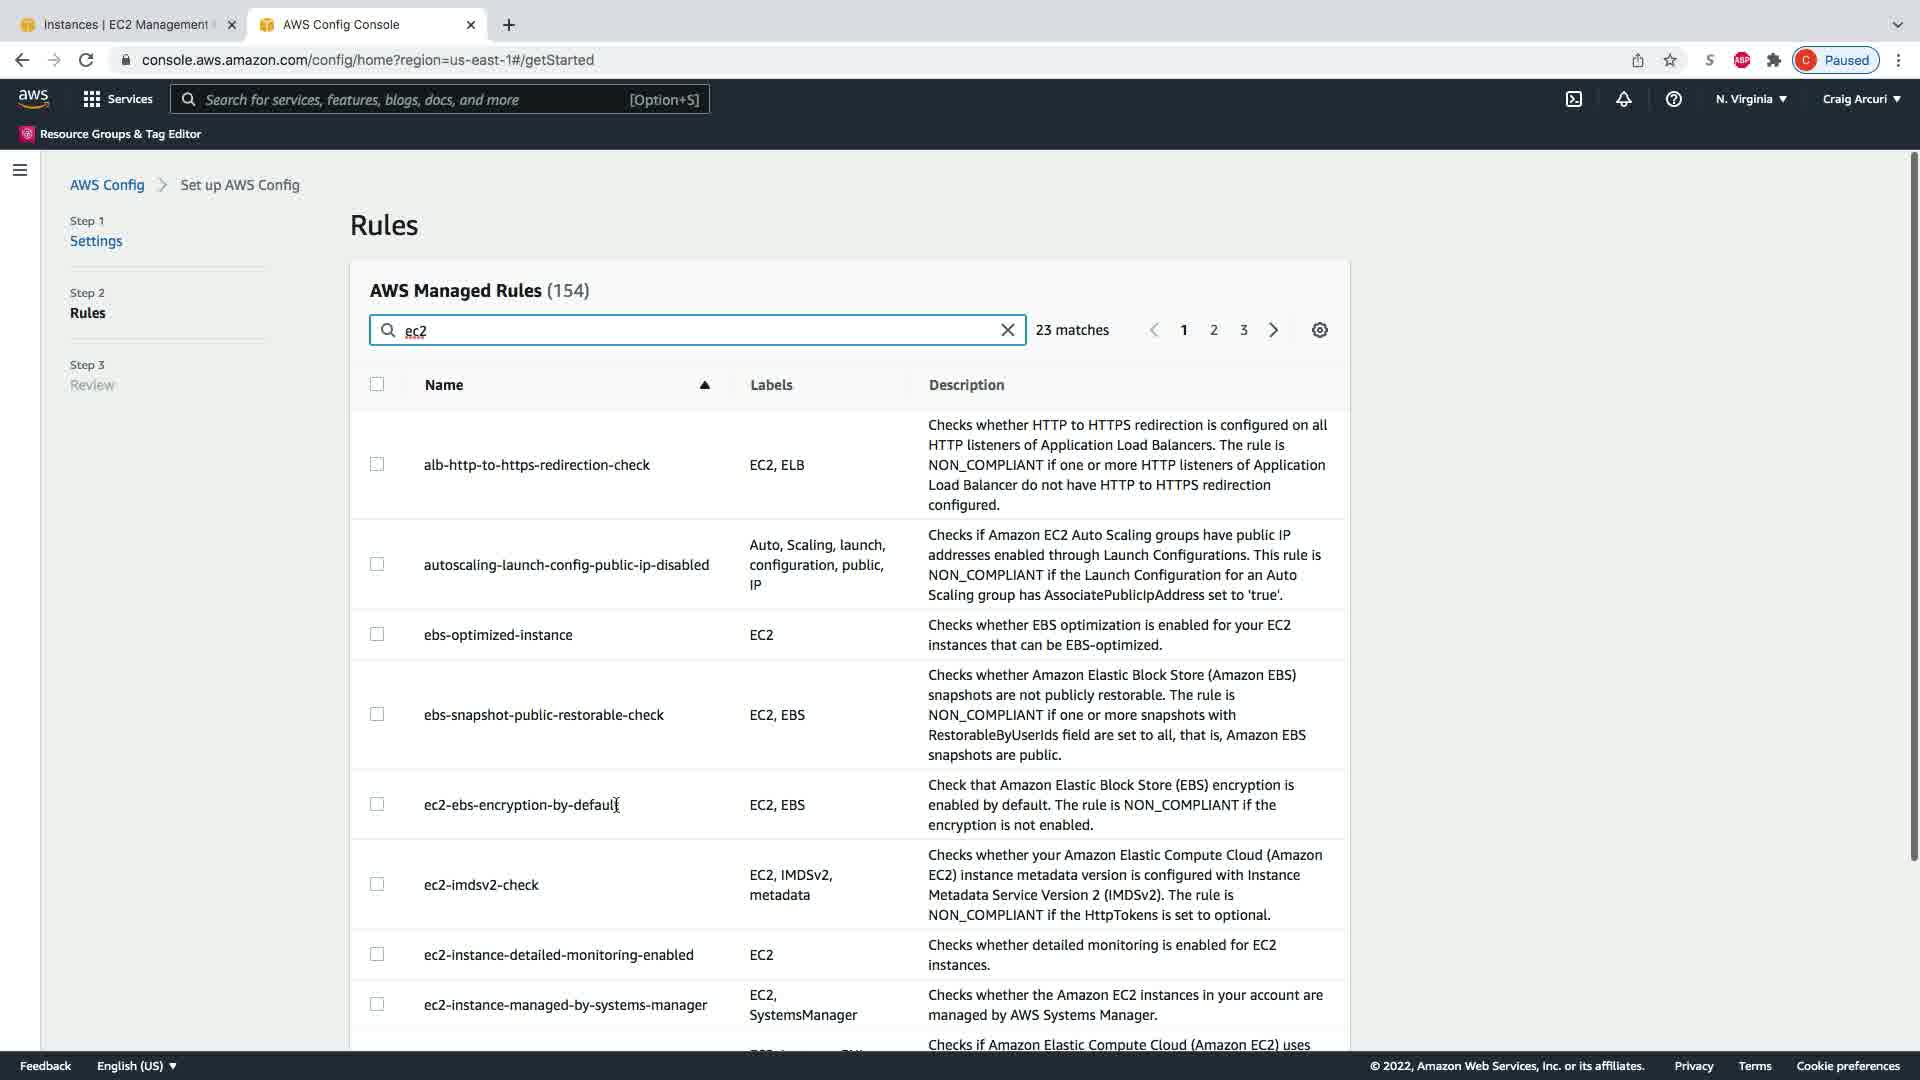 Instances | EC2 Management
AWS Config Console
console.aws.amazon.com/config/home?region=us-east-1#/getStarted
S
ABP
C
Paused
aws
Services
Search for services, features, blogs, docs, and more
[Option+S]
N. Virginia
Craig Arcuri
Resource Groups & Tag Editor
AWS Config
Set up AWS Config
Step 1
Settings
Step 2
Rules
Step 3
Review
Rules
AWS Managed Rules (154)
ec2
23 matches
1
2
3
Name
Labels
Description
alb-http-to-https-redirection-check
EC2, ELB
Checks whether HTTP to HTTPS redirection is configured on all
HTTP listeners of Application Load Balancers. The rule is
NON_COMPLIANT if one or more HTTP listeners of Application
Load Balancer do not have HTTP to HTTPS redirection
configured.
autoscaling-launch-config-public-ip-disabled
Auto, Scaling, launch,
configuration, public,
IP
Checks if Amazon EC2 Auto Scaling groups have public IP
addresses enabled through Launch Configurations. This rule is
NON_COMPLIANT if the Launch Configuration for an Auto
Scaling group has AssociatePublicIpAddress set to 'true'.
ebs-optimized-instance
EC2
Checks whether EBS optimization is enabled for your EC2
instances that can be EBS-optimized.
ebs-snapshot-public-restorable-check
EC2, EBS
Checks whether Amazon Elastic Block Store (Amazon EBS)
snapshots are not publicly restorable. The rule is
NON_COMPLIANT if one or more snapshots with
RestorableByUserIds field are set to all, that is, Amazon EBS
snapshots are public.
ec2-ebs-encryption-by-default
EC2, EBS
Check that Amazon Elastic Block Store (EBS) encryption is
enabled by default. The rule is NON_COMPLIANT if the
encryption is not enabled.
ec2-imdsv2-check
EC2, IMDSv2,
metadata
Checks whether your Amazon Elastic Compute Cloud (Amazon
EC2) instance metadata version is configured with Instance
Metadata Service Version 2 (IMDSv2). The rule is
NON_COMPLIANT if the HttpTokens is set to optional.
ec2-instance-detailed-monitoring-enabled
EC2
Checks whether detailed monitoring is enabled for EC2
instances.
ec2-instance-managed-by-systems-manager
EC2,
SystemsManager
Checks whether the Amazon EC2 instances in your account are
managed by AWS Systems Manager.
Checks if Amazon Elastic Compute Cloud (Amazon EC2) uses
Feedback
English (US)
© 2022, Amazon Web Services, Inc. or its affiliates.
Privacy
Terms
Cookie preferences